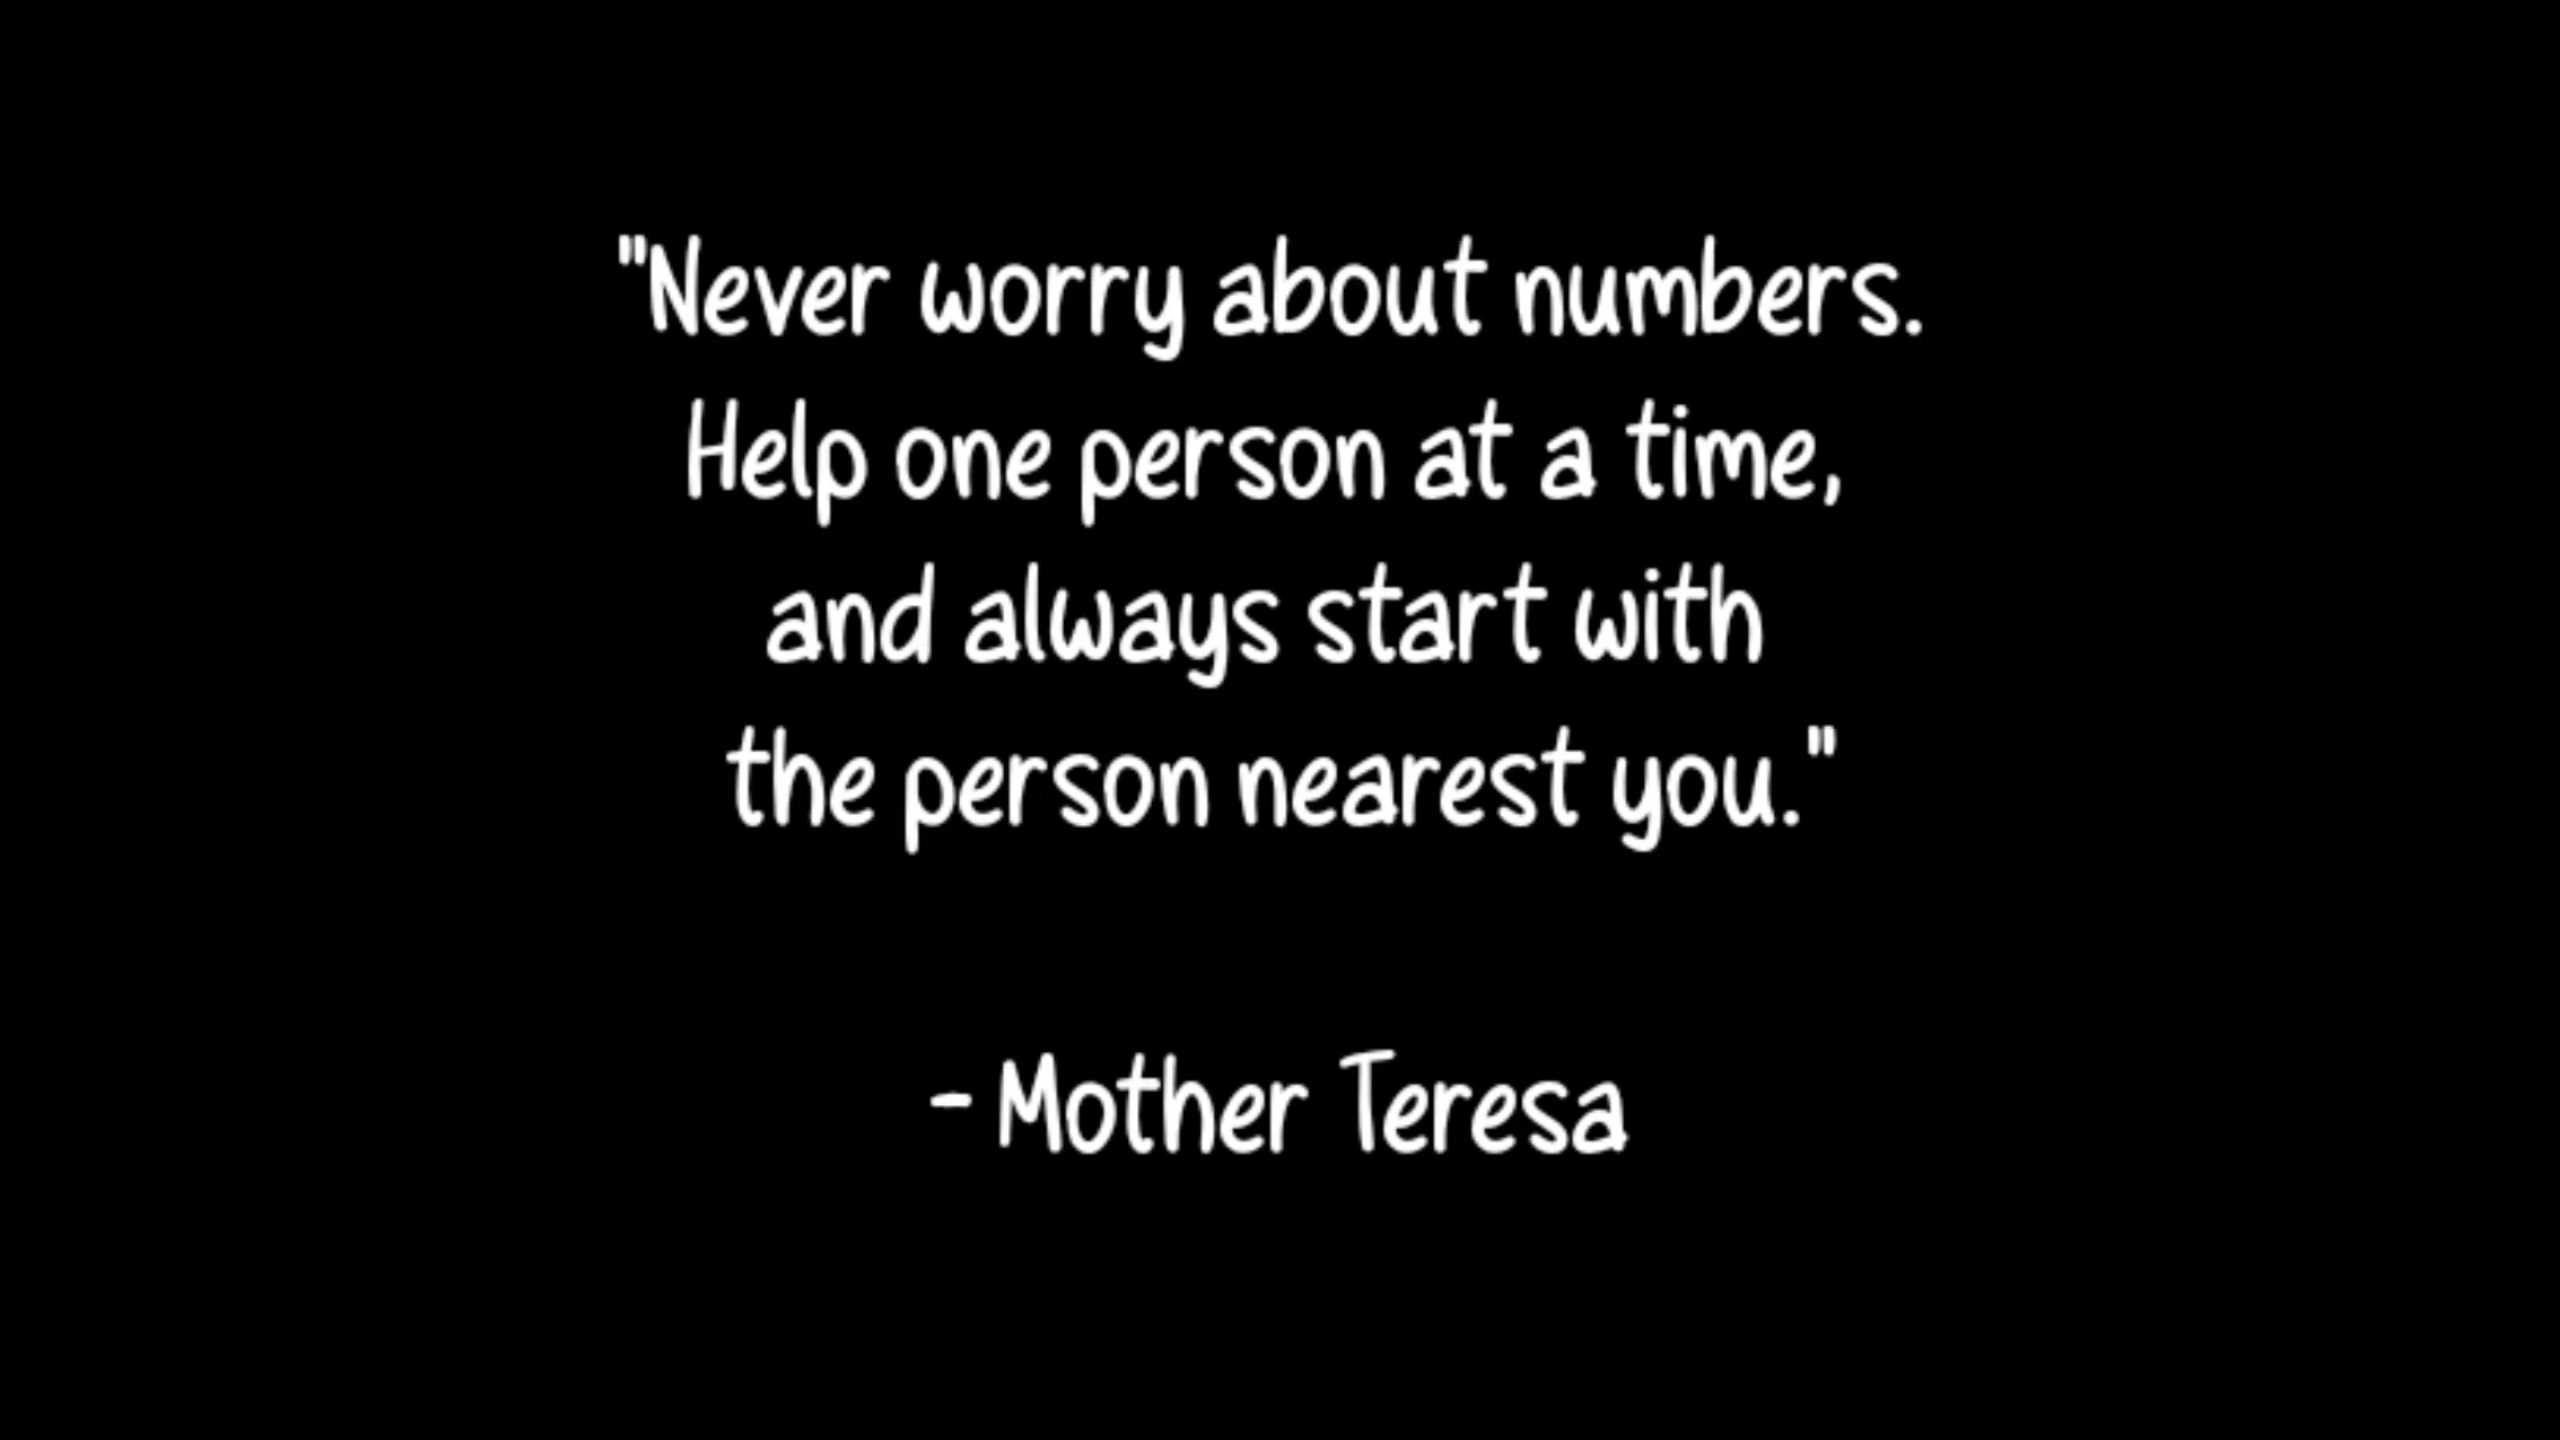 "Never worry about numbers.
Help one person at a time,
and always start with
the person nearest you."
- Mother Teresa